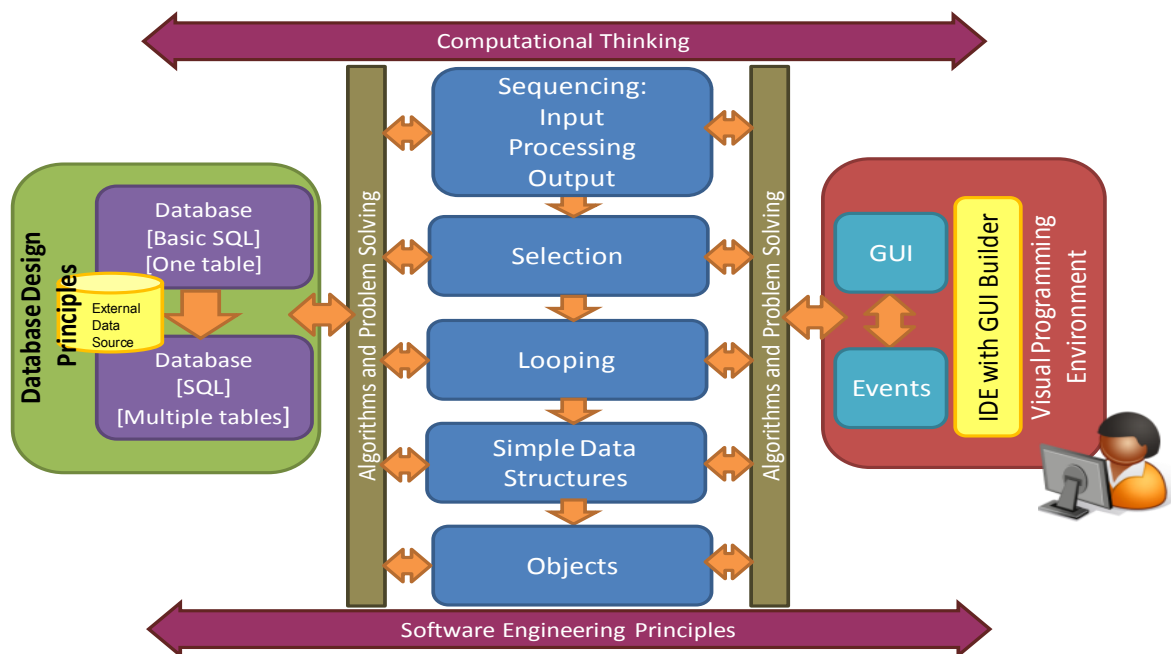 Computational Thinking
Database Design
Principles
Database
[Basic SQL]
[One table]
External
Data
Source
Database
[SQL]
[Multiple tables]
Algorithms and Problem Solving
Sequencing:
Input
Processing
Output
Selection
Looping
Simple Data
Structures
Objects
Algorithms and Problem Solving
GUI
Events
IDE with GUI Builder
Visual Programming
Environment
Software Engineering Principles